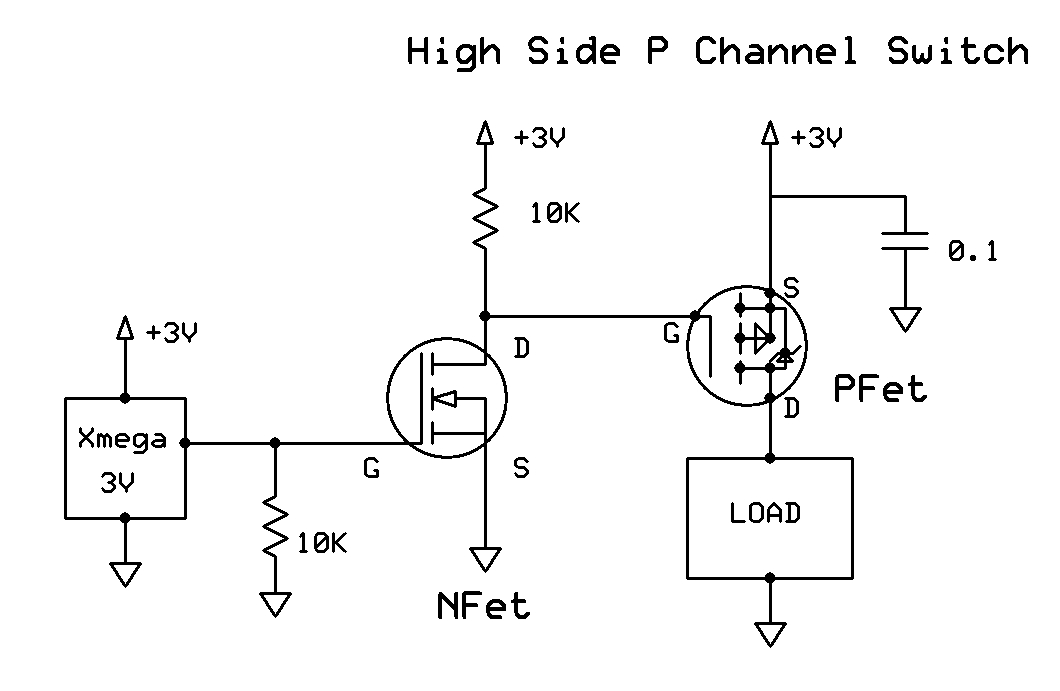 High Side P Channel Switch
+3V
+3V
10K
0.1
S
G
D
+3V
D
PFet
Xmega
3V
G
S
LOAD
10K
NFet